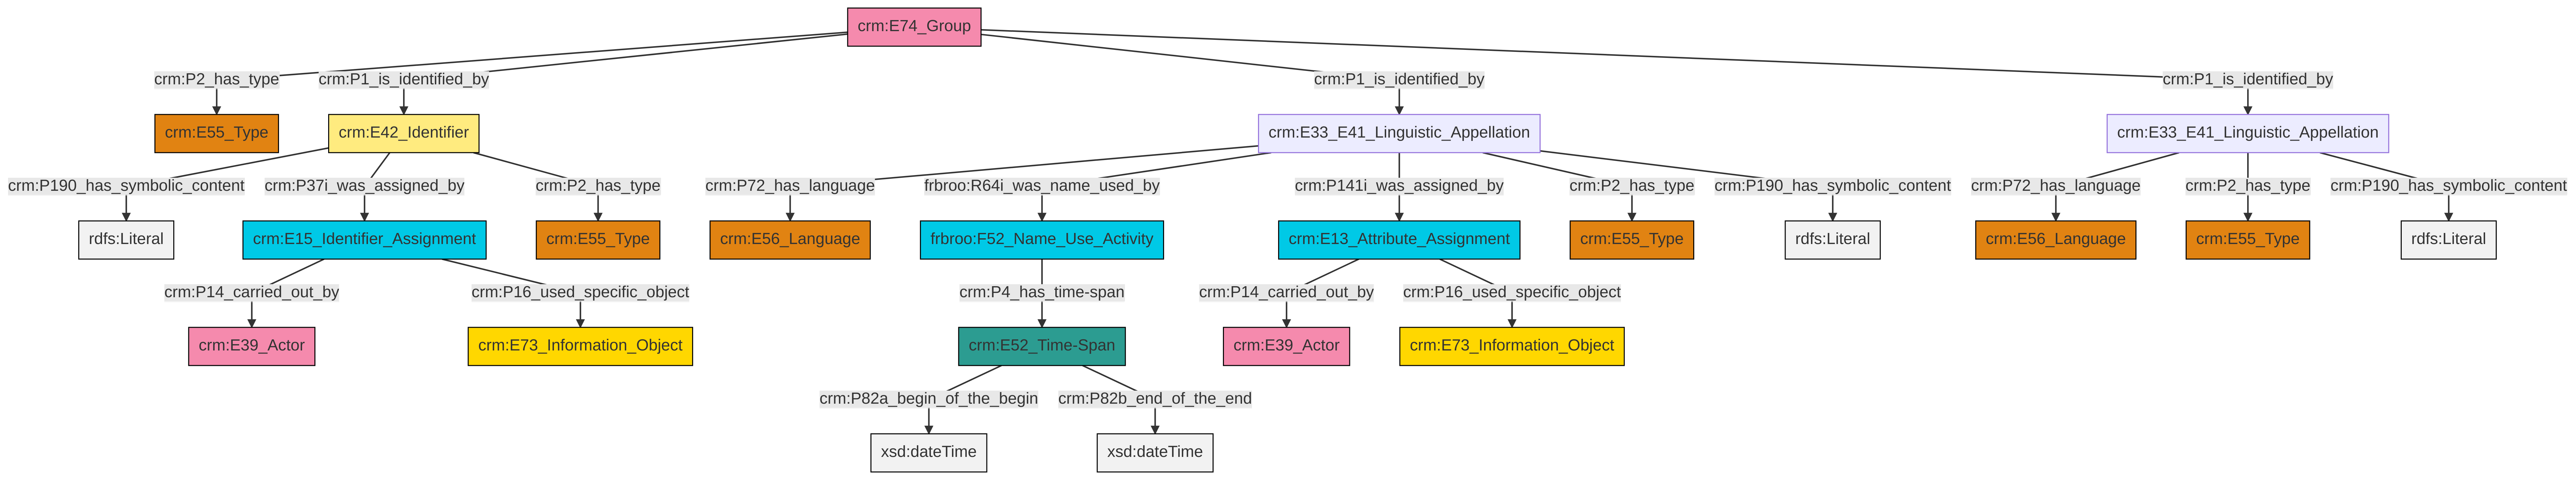 crm:E74_Group
crm:P2_has_type
crm:P1_is_identified_by
crm:P1_is_identified_by
crm:P1_is_identified_by
crm:E55_Type
crm:E42_Identifier
crm:E33_E41_Linguistic_Appellation
crm:E33_E41_Linguistic_Appellation
crm:P190_has_symbolic_content
crm:P37i_was_assigned_by
crm:P2_has_type
crm:P72_has_language
frbroo:R64i_was_name_used_by
crm:P141i_was_assigned_by
crm:P2_has_type
crm:P190_has_symbolic_content
crm:P72_has_language
crm:P2_has_type
crm:P190_has_symbolic_content
rdfs:Literal
crm:E15_Identifier_Assignment
crm:E55_Type
crm:E56_Language
frbroo:F52_Name_Use_Activity
crm:E13_Attribute_Assignment
crm:E55_Type
rdfs:Literal
crm:E56_Language
crm:E55_Type
rdfs:Literal
crm:P14_carried_out_by
crm:P16_used_specific_object
crm:P4_has_time-span
crm:P14_carried_out_by
crm:P16_used_specific_object
crm:E39_Actor
crm:E73_Information_Object
crm:E52_Time-Span
crm:E39_Actor
crm:E73_Information_Object
crm:P82a_begin_of_the_begin
crm:P82b_end_of_the_end
xsd:dateTime
xsd:dateTime